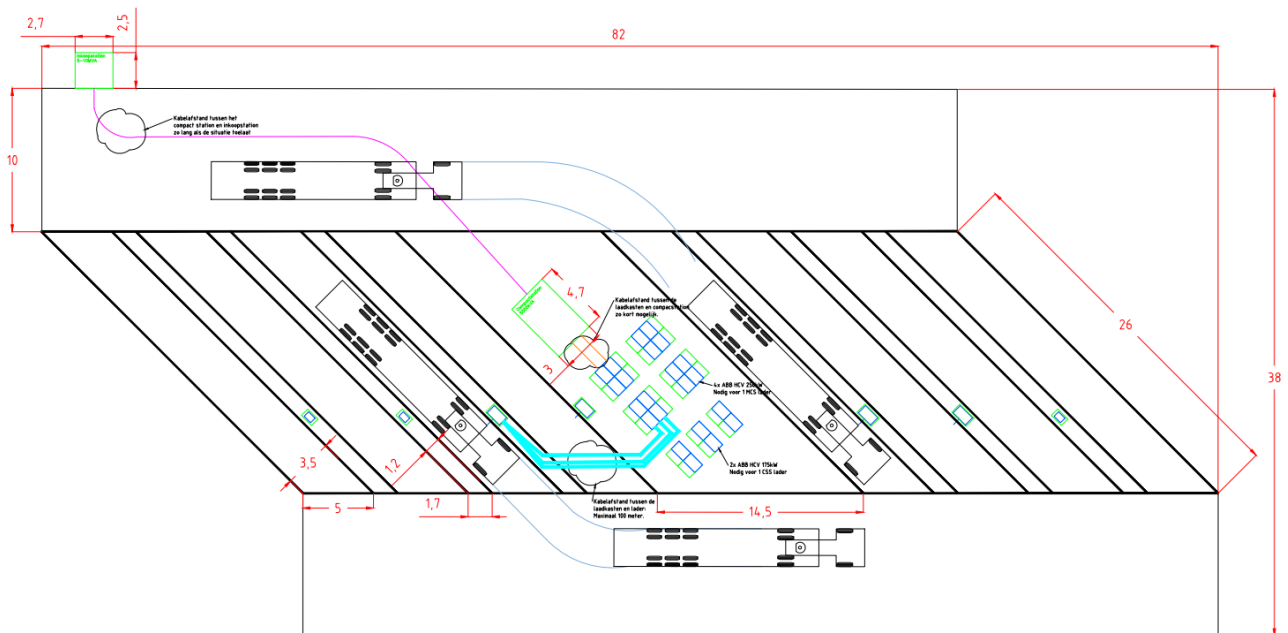 2,7
2,5
82
Inkoopstation
Kabelafstand tussen het
compact station en inkoopstation
zo lang als de situatie toelaat
10
26
38
4,7
Kabelafstand tussen de
laadkasten en compactstation
zo kort mogelijk.
3
4x ABB HCV 250kW
Nodig voor 1 MCS lader
2x ABB HCV 175kW
Nodig voor 1 CSS lader
3,5
1,2
5
1,7
Kabelafstand tussen de
laadkasten en lader:
Maximaal 100 meter.
14,5